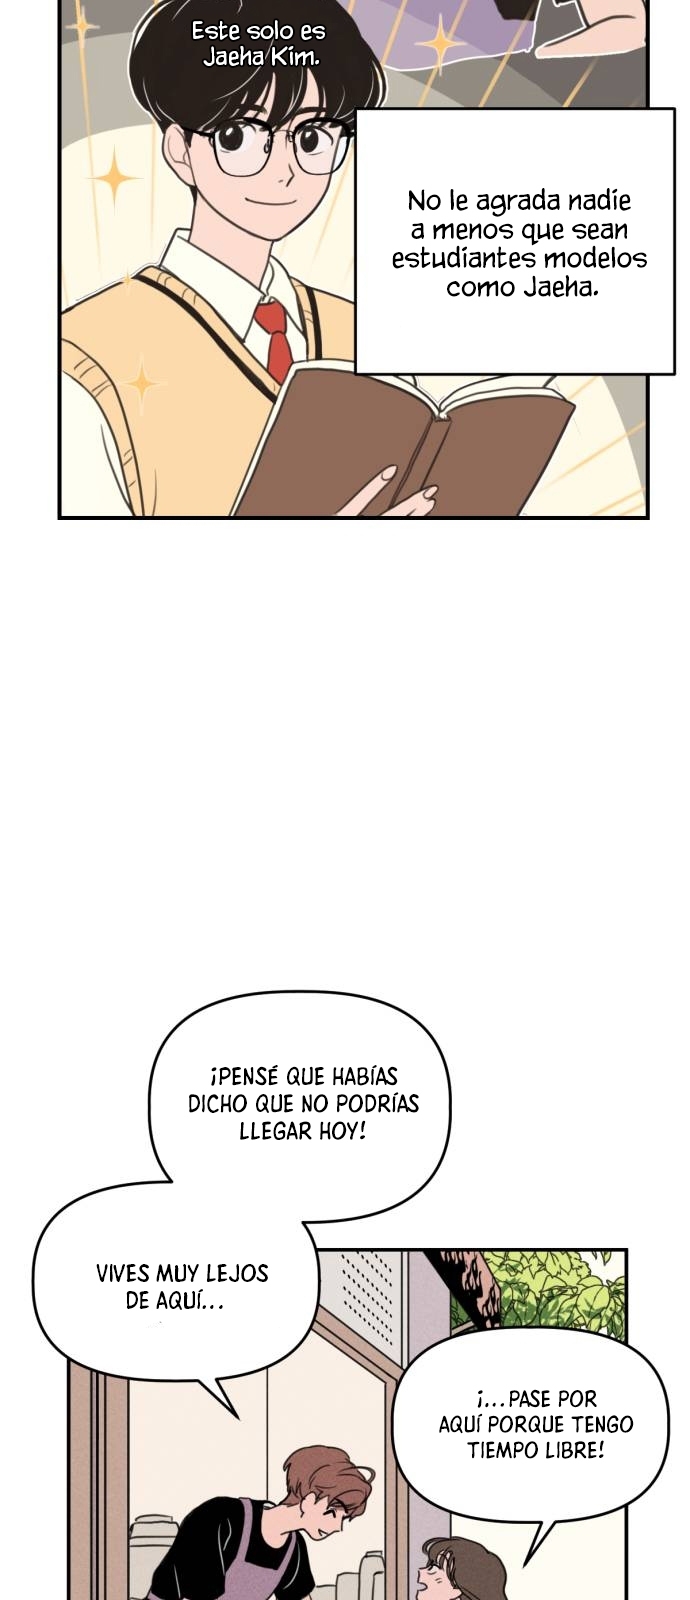 Este solo es
Jaeha Kim.
No le agrada nadie
a menos que sean
estudiantes modelos
como Jaeha.
¡PENSÉ QUE HABÍAS
DICHO QUE NO PODRÍAS
LLEGAR HOY!
VIVES MUY LEJOS
DE AQUÍ...
¡...PASE POR
AQUÍ PORQUE TENGO
TIEMPO LIBRE!